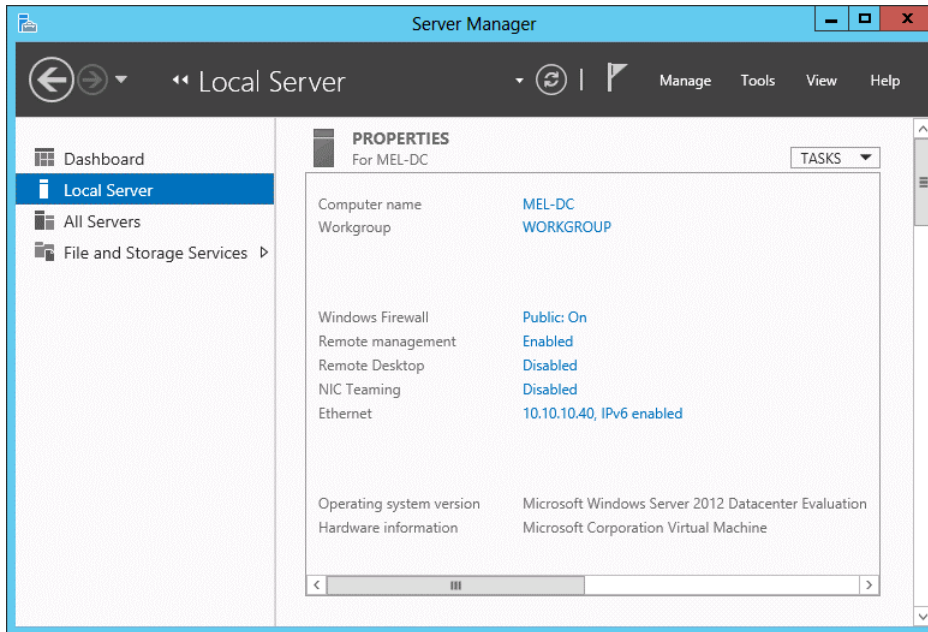 Server Manager
Local Server
Manage Tools View Help
Dashboard
Local Server
All Servers
File and Storage Services
PROPERTIES
For MEL-DC
TASKS
Computer name MEL-DC
Workgroup WORKGROUP
Windows Firewall Public: On
Remote management Enabled
Remote Desktop Disabled
NIC Teaming Disabled
Ethernet 10.10.10.40, IPv6 enabled
Operating system version Microsoft Windows Server 2012 Datacenter Evaluation
Hardware information Microsoft Corporation Virtual Machine